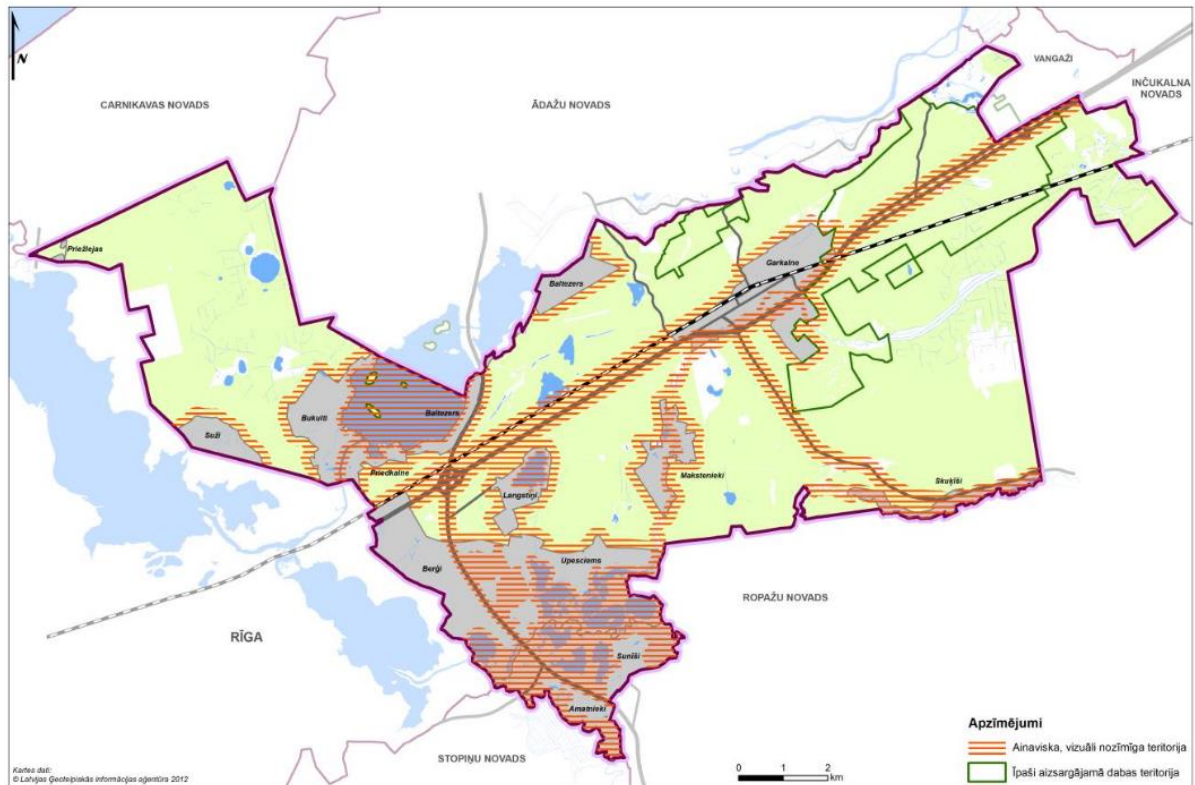 N
VANGAŽI
INČUKALNA
NOVADS
CARNIKAVAS NOVADS
ĀDAŽU NOVADS
Priežlejas
Garkalne
Baltezers
Bukulti
Baltezers
Suži
Priedkalne
Langstiņi
Makstenieki
Skuķīši
Berģi
Upesciems
ROPAŽU NOVADS
RĪGA
Sunīši
Amatnieki
STOPIŅU NOVADS
Apzīmējumi
Ainaviska, vizuāli nozīmīga teritorija
Īpaši aizsargājamā dabas teritorija
0 1 2
km
Kartes dati:
© Latvijas Ģeotelpiskās informācijas aģentūra 2012